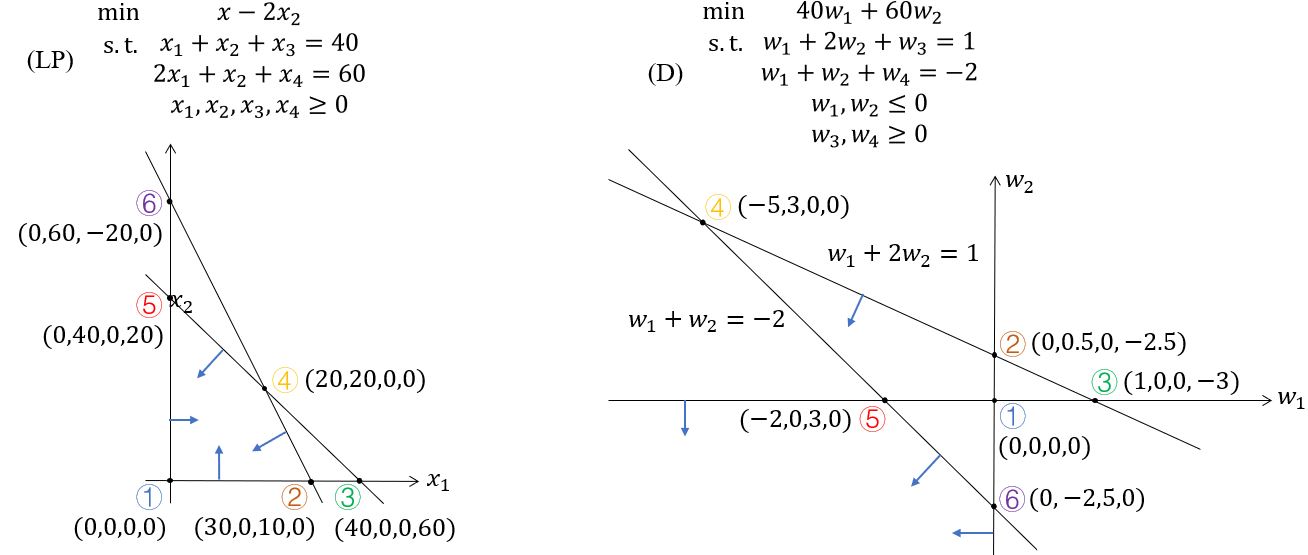 min x − 2x₂
(LP) s. t. x₁ + x₂ + x₃ = 40
2x₁ + x₂ + x₄ = 60
x₁, x₂, x₃, x₄ ≥ 0
⑥
(0,60, −20,0)
⑤ x₂
(0,40,0,20)
④ (20,20,0,0)
x₁
① ② ③
(0,0,0,0) (30,0,10,0) (40,0,0,60)
min 40w₁ + 60w₂
s. t. w₁ + 2w₂ + w₃ = 1
(D) w₁ + w₂ + w₄ = −2
w₁, w₂ ≤ 0
w₃, w₄ ≥ 0
w₂
④ (−5,3,0,0)
w₁ + 2w₂ = 1
w₁ + w₂ = −2
② (0,0.5,0, −2.5)
③ (1,0,0, −3)
w₁
(−2,0,3,0) ⑤
①
(0,0,0,0)
⑥ (0, −2,5,0)